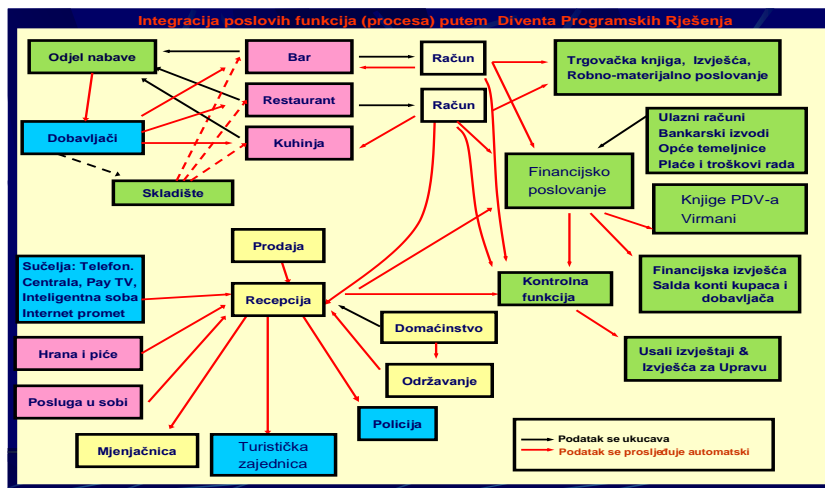 Integracija poslovih funkcija (procesa) putem Diventa Programskih Rješenja
Odjel nabave
Bar
Račun
Trgovačka knjiga, Izvješća,
Robno-materijalno poslovanje
Restaurant
Račun
Dobavljači
Kuhinja
Ulazni računi
Bankarski izvodi
Opće temeljnice
Plaće i troškovi rada
Skladište
Financijsko
poslovanje
Knjige PDV-a
Virmani
Prodaja
Sučelja: Telefon.
Centrala, Pay TV,
Inteligentna soba
Internet promet
Recepcija
Kontrolna
funkcija
Financijska izvješća
Salda konti kupaca i
dobavljača
Domaćinstvo
Hrana i piće
Održavanje
Usali izvještaji &
Izvješća za Upravu
Posluga u sobi
Policija
Mjenjačnica
Turistička
zajednica
Podatak se ukucava
Podatak se prosljeđuje automatski